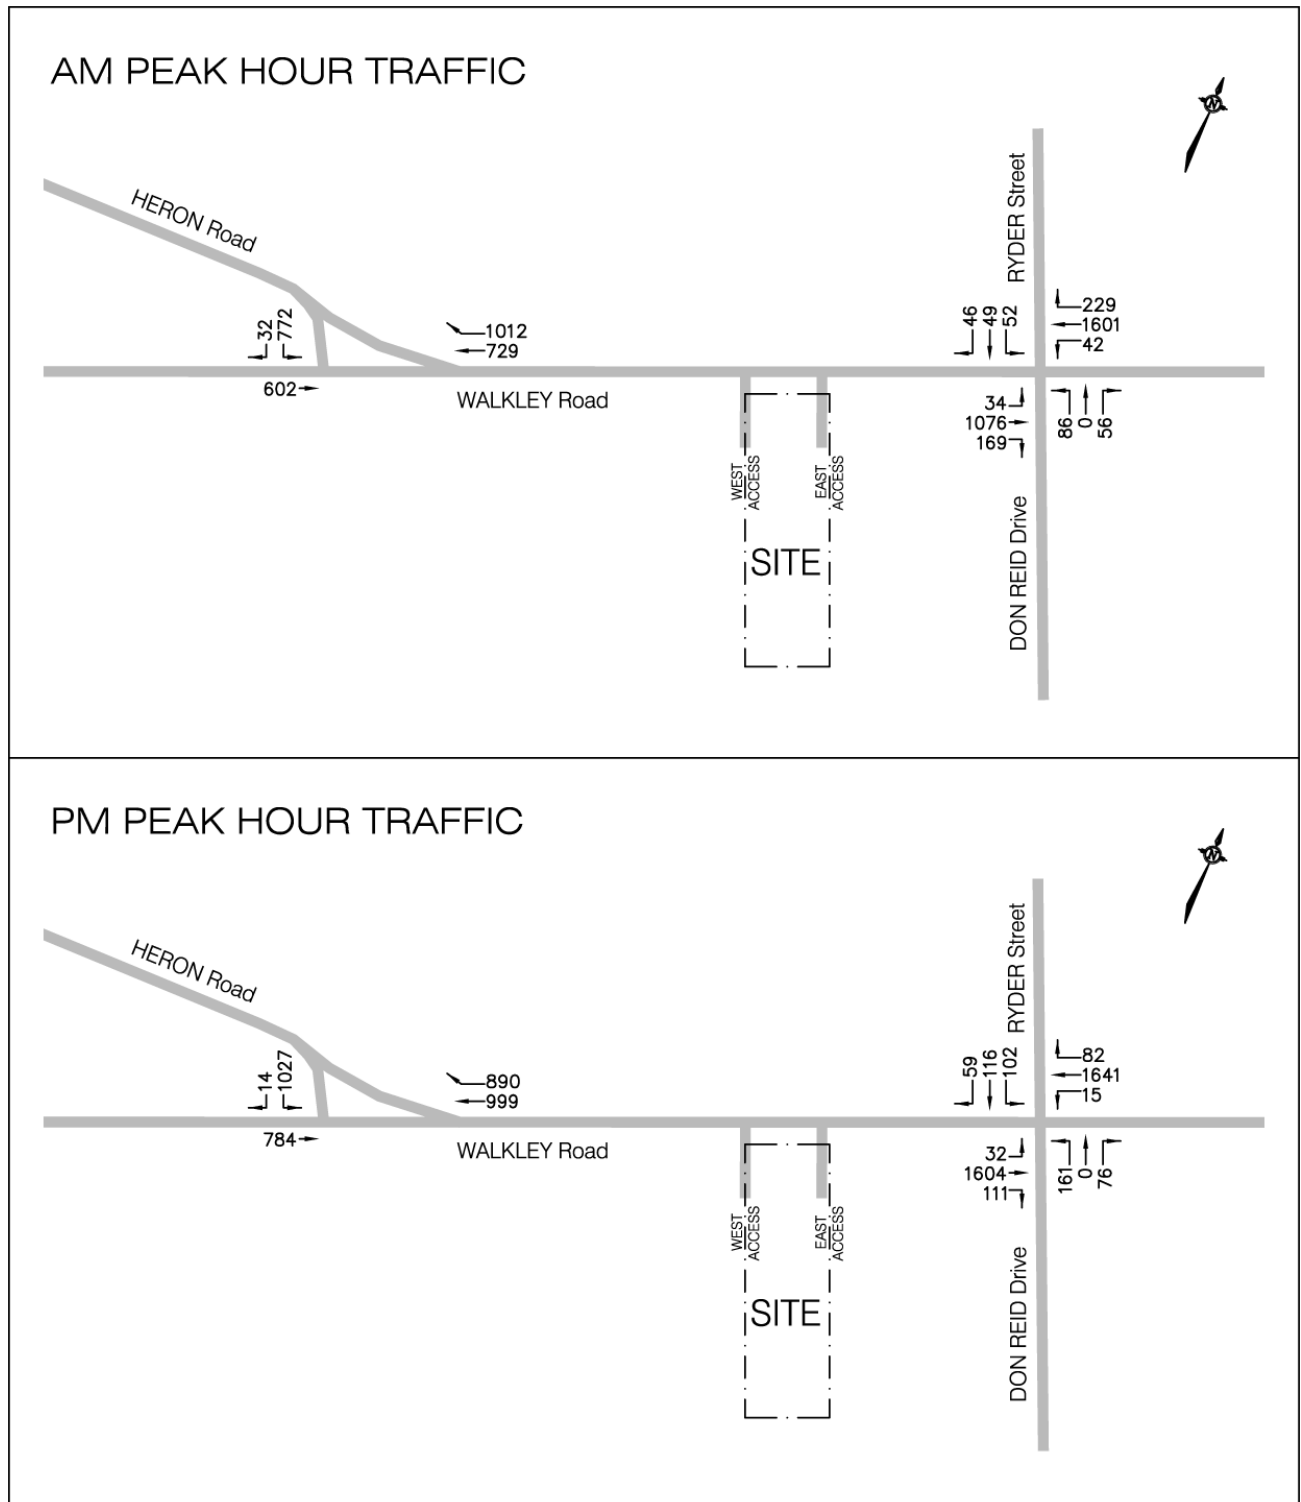 AM PEAK HOUR TRAFFIC
N
HERON Road
RYDER Street
32
772
1012
729
46
49
52
229
1601
42
602
WALKLEY Road
34
1076
169
86
0
56
WEST
ACCESS
EAST
ACCESS
SITE
DON REID Drive
PM PEAK HOUR TRAFFIC
N
HERON Road
RYDER Street
14
1027
890
999
59
116
102
82
1641
15
784
WALKLEY Road
32
1604
111
161
0
76
WEST
ACCESS
EAST
ACCESS
SITE
DON REID Drive